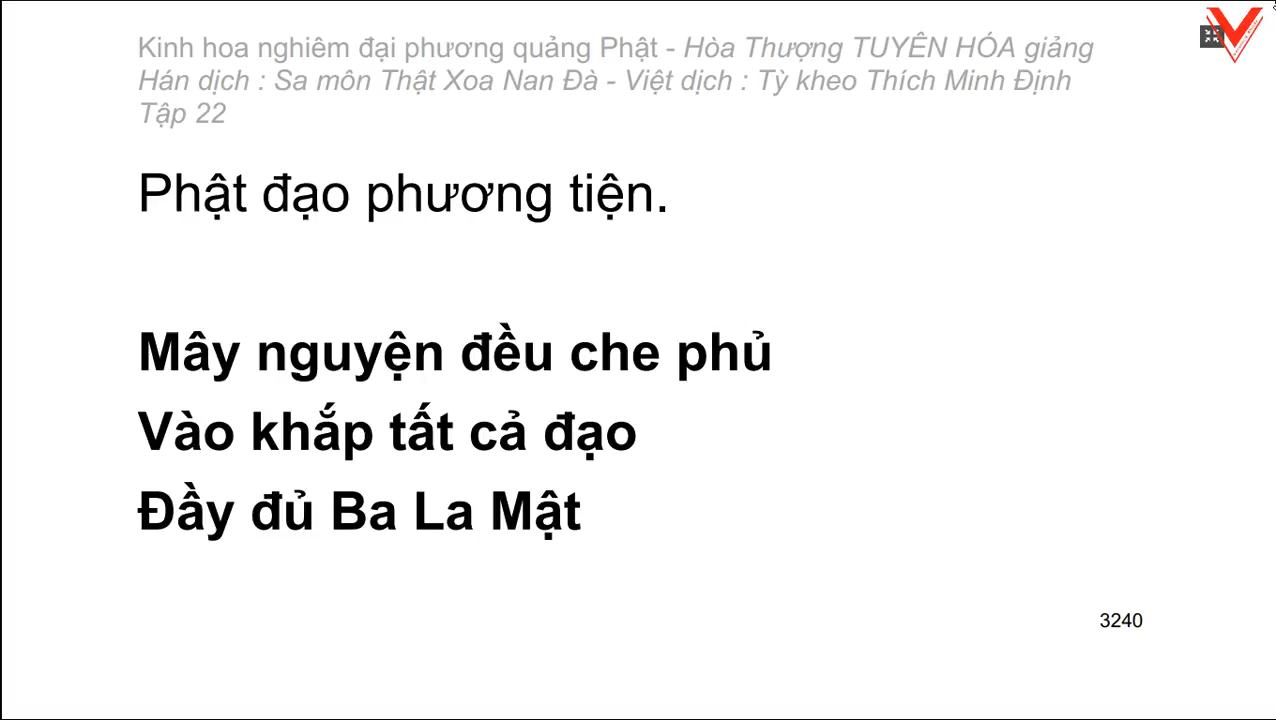 Kinh hoa nghiêm đại phương quảng Phật - Hòa Thượng TUYÊN HÓA giảng
Hán dịch : Sa môn Thật Xoa Nan Đà - Việt dịch : Tỳ kheo Thích Minh Định
Tập 22
Phật đạo phương tiện.
Mây nguyện đều che phủ
Vào khắp tất cả đạo
Đầy đủ Ba La Mật
3240